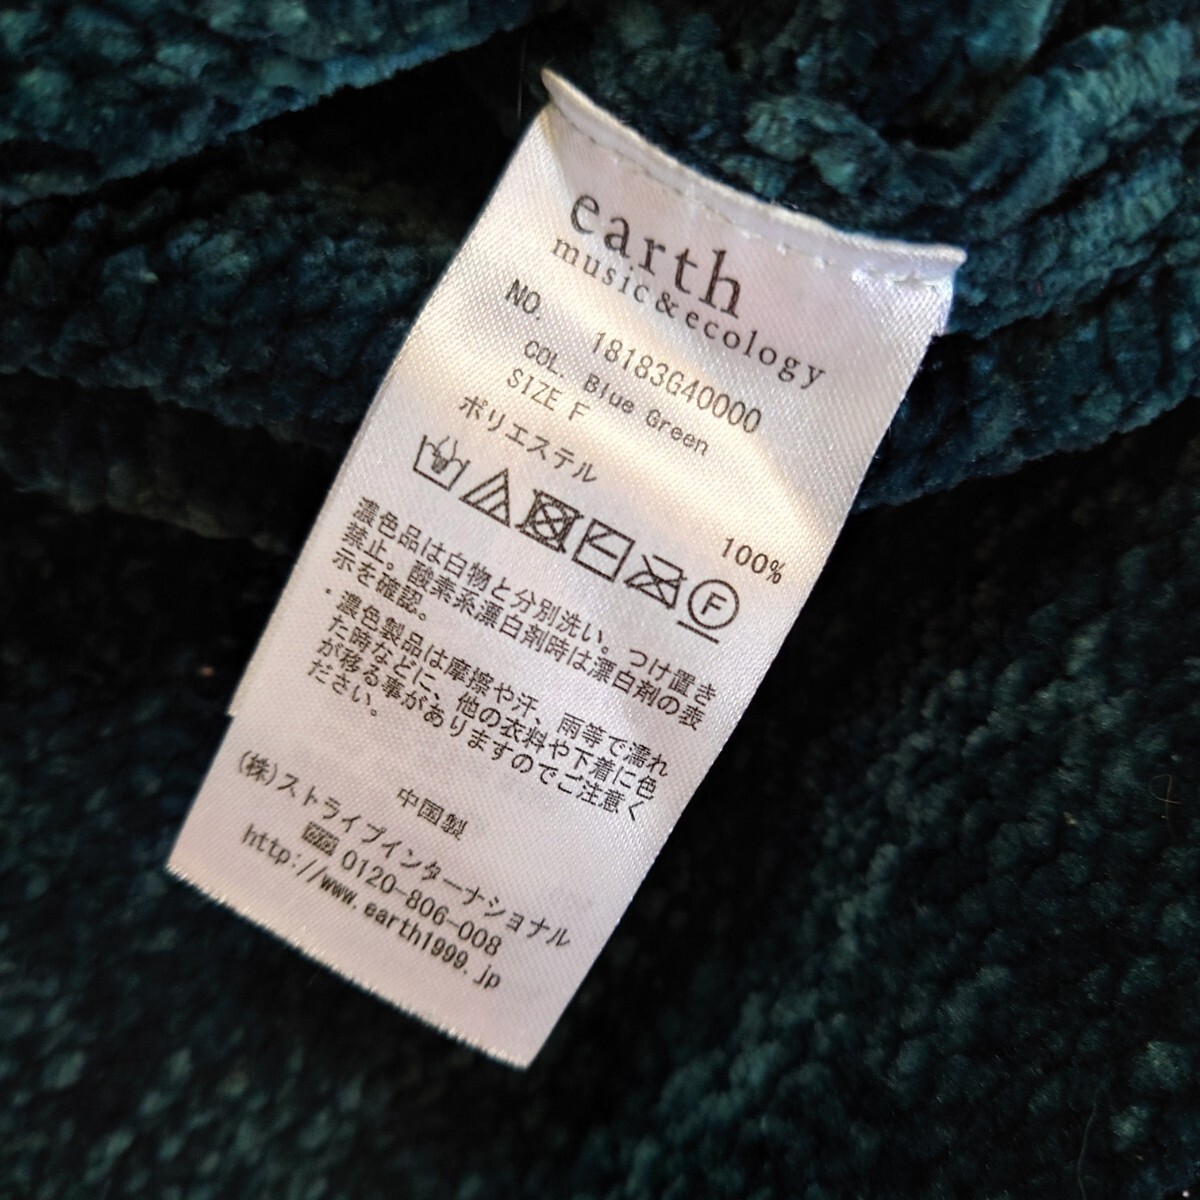 earth
music&ecology
NO. 18183G40000
COL. Blue Green
SIZE F
ポリエステル 100%
F
濃色品は白物と分別洗い。つけ置き
禁止。酸素系漂白剤時は漂白剤の表
示を確認。
・濃色製品は摩擦や汗、雨等で濡れ
た時などに、他の衣料や下着に色
が移る事がありますのでご注意く
ださい。
中国製
(株)ストライプインターナショナル
0120-806-008
http://www.earth1999.jp